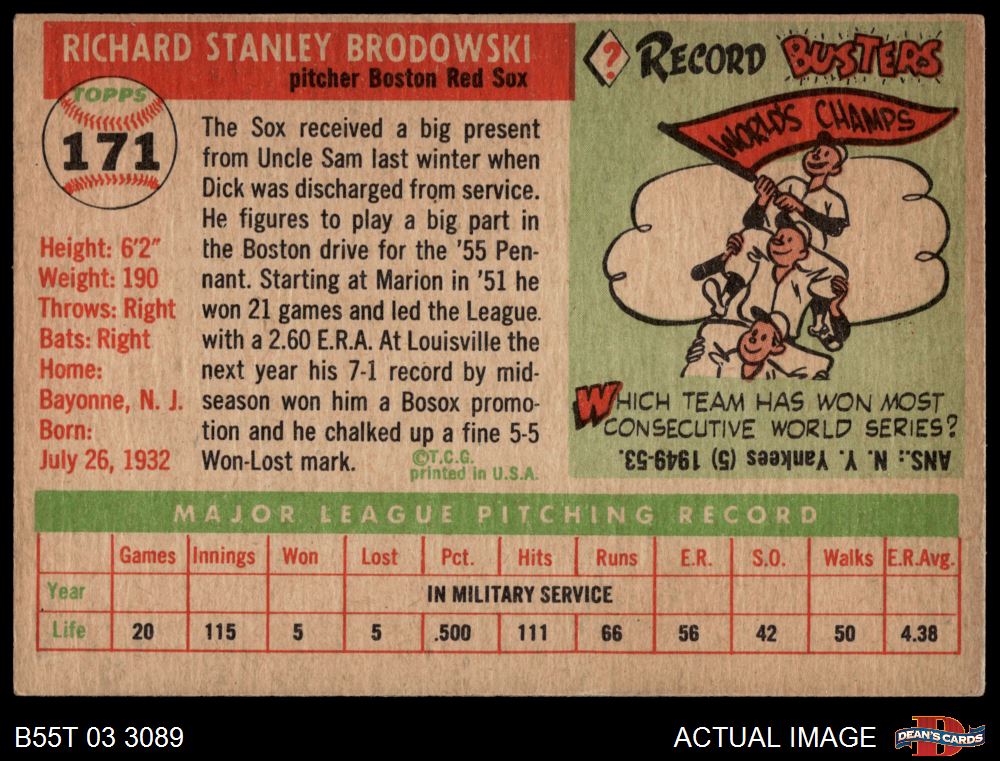 RICHARD STANLEY BRODOWSKI
pitcher Boston Red Sox
TOPPS
171
Height: 6'2"
Weight: 190
Throws: Right
Bats: Right
Home:
Bayonne, N. J.
Born:
July 26, 1932
The Sox received a big present
from Uncle Sam last winter when
Dick was discharged from service.
He figures to play a big part in
the Boston drive for the '55 Pen-
nant. Starting at Marion in '51 he
won 21 games and led the League.
with a 2.60 E.R.A. At Louisville the
next year his 7-1 record by mid-
season won him a Bosox promo-
tion and he chalked up a fine 5-5
Won-Lost mark.
©T.C.G.
printed in U.S.A.
? RECORD BUSTERS
WORLD'S CHAMPS
WHICH TEAM HAS WON MOST
CONSECUTIVE WORLD SERIES?
ANS.: N. Y. Yankees (5) 1949-53.
MAJOR LEAGUE PITCHING RECORD
Games Innings Won Lost Pct. Hits Runs E.R. S.O. Walks E.R.Avg.
Year IN MILITARY SERVICE
Life 20 115 5 5 .500 111 66 56 42 50 4.38
B55T 03 3089
ACTUAL IMAGE
DEAN'S CARDS